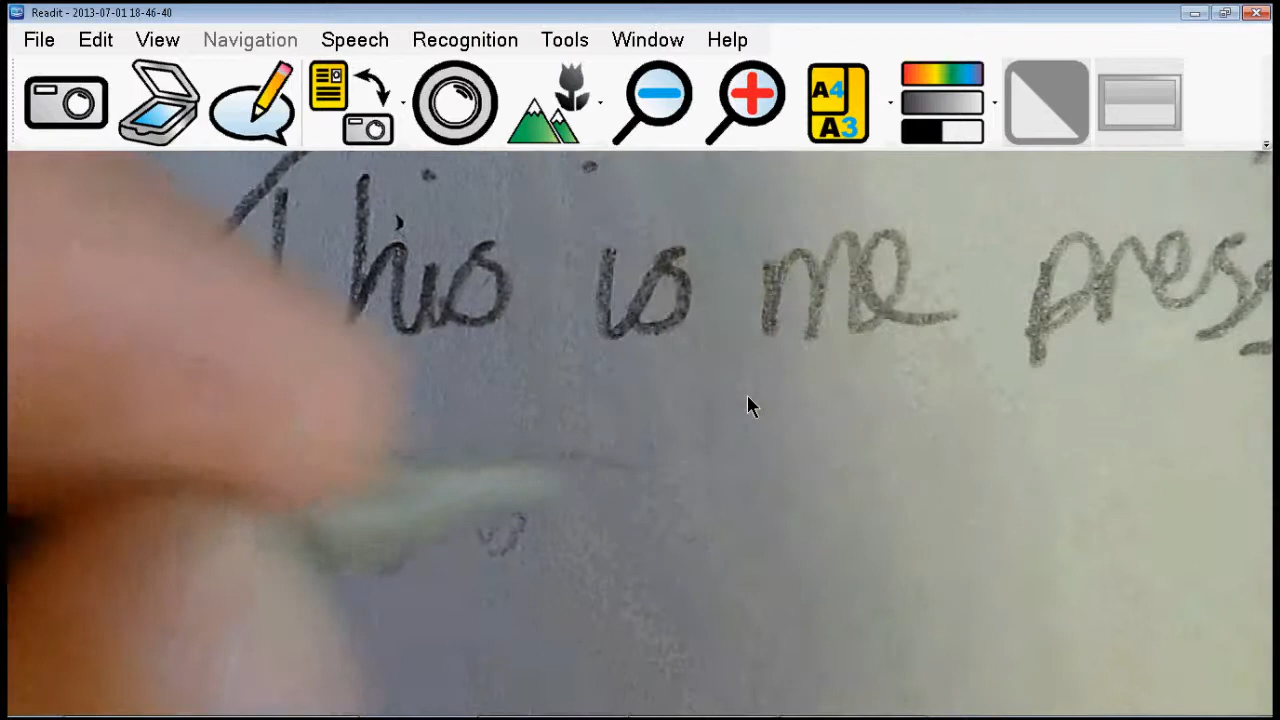 Readit - 2013-07-01 18-46-40
File Edit View Navigation Speech Recognition Tools Window Help
A4
A3
This is me